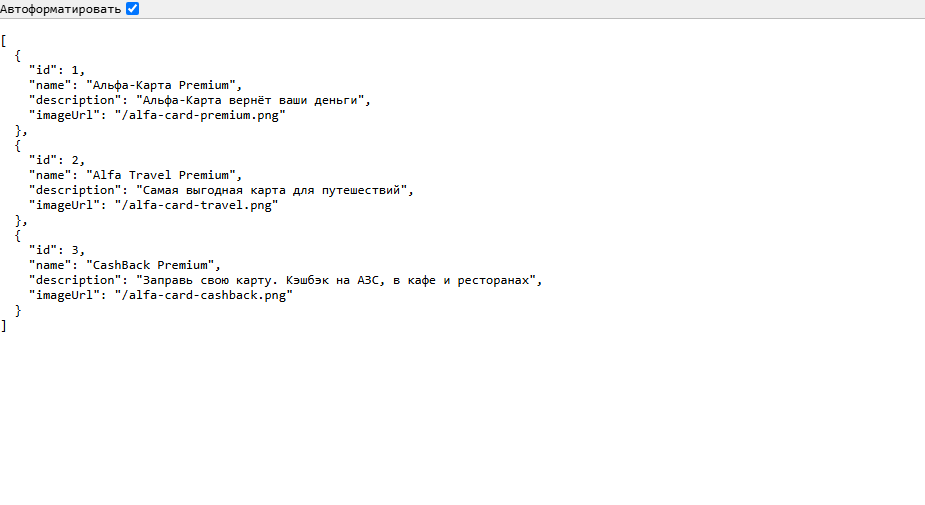 Автоформатировать
[
  {
    "id": 1,
    "name": "Альфа-Карта Premium",
    "description": "Альфа-Карта вернёт ваши деньги",
    "imageUrl": "/alfa-card-premium.png"
  },
  {
    "id": 2,
    "name": "Alfa Travel Premium",
    "description": "Самая выгодная карта для путешествий",
    "imageUrl": "/alfa-card-travel.png"
  },
  {
    "id": 3,
    "name": "CashBack Premium",
    "description": "Заправь свою карту. Кэшбэк на АЗС, в кафе и ресторанах",
    "imageUrl": "/alfa-card-cashback.png"
  }
]